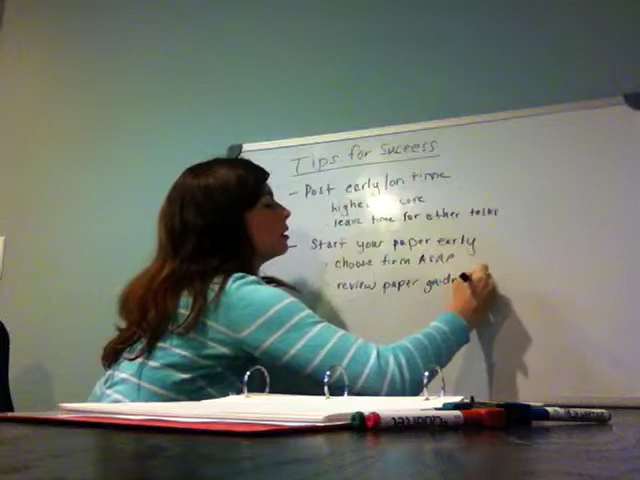 Tips for Success
- Post early/on time
higher score
leave time for other tasks
- Start your paper early
- choose firm ASAP
review paper guide